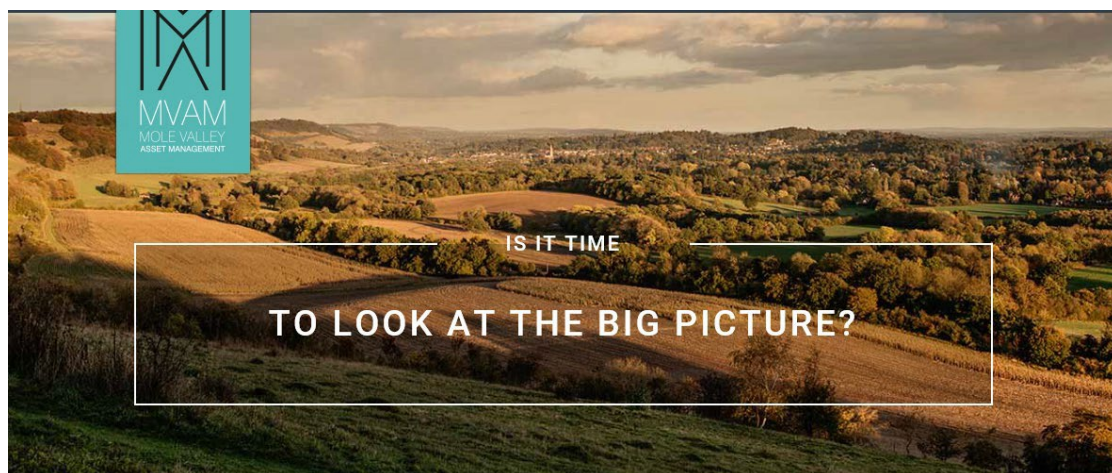 MVAM
MOLE VALLEY
ASSET MANAGEMENT
IS IT TIME
TO LOOK AT THE BIG PICTURE?